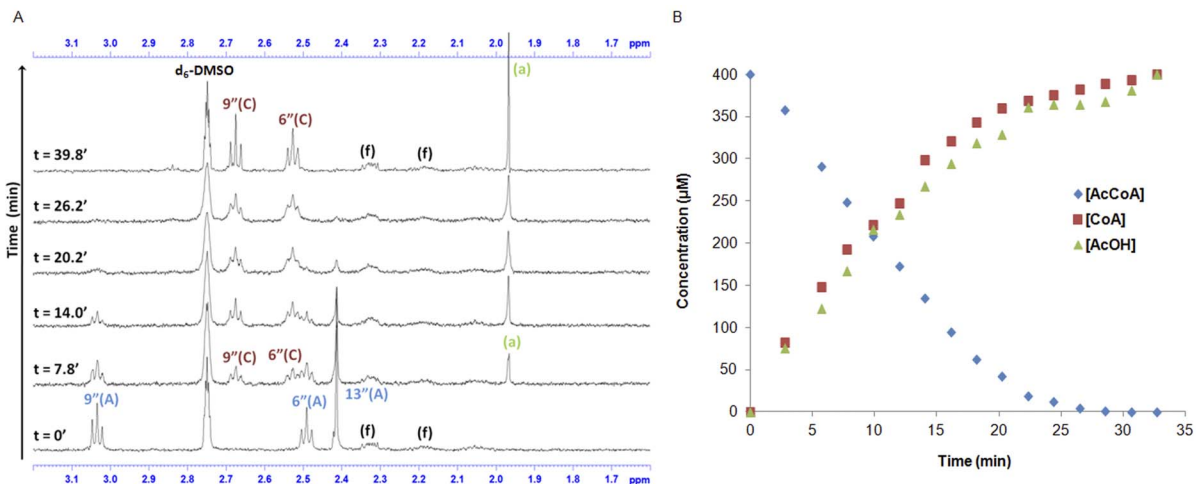 A
3.1 3.0 2.9 2.8 2.7 2.6 2.5 2.4 2.3 2.2 2.1 2.0 1.9 1.8 1.7 ppm
d6-DMSO
(a)
9”(C)
6”(C)
(f)
(f)
t = 39.8’
t = 26.2’
t = 20.2’
t = 14.0’
9”(C)
6”(C)
(a)
t = 7.8’
9”(A)
6”(A)
13”(A)
(f)
(f)
t = 0’
3.1 3.0 2.9 2.8 2.7 2.6 2.5 2.4 2.3 2.2 2.1 2.0 1.9 1.8 1.7 ppm
Time (min)
B
400
350
300
250
200
150
100
50
0
Concentration (µM)
[AcCoA]
[CoA]
[AcOH]
0 5 10 15 20 25 30 35
Time (min)